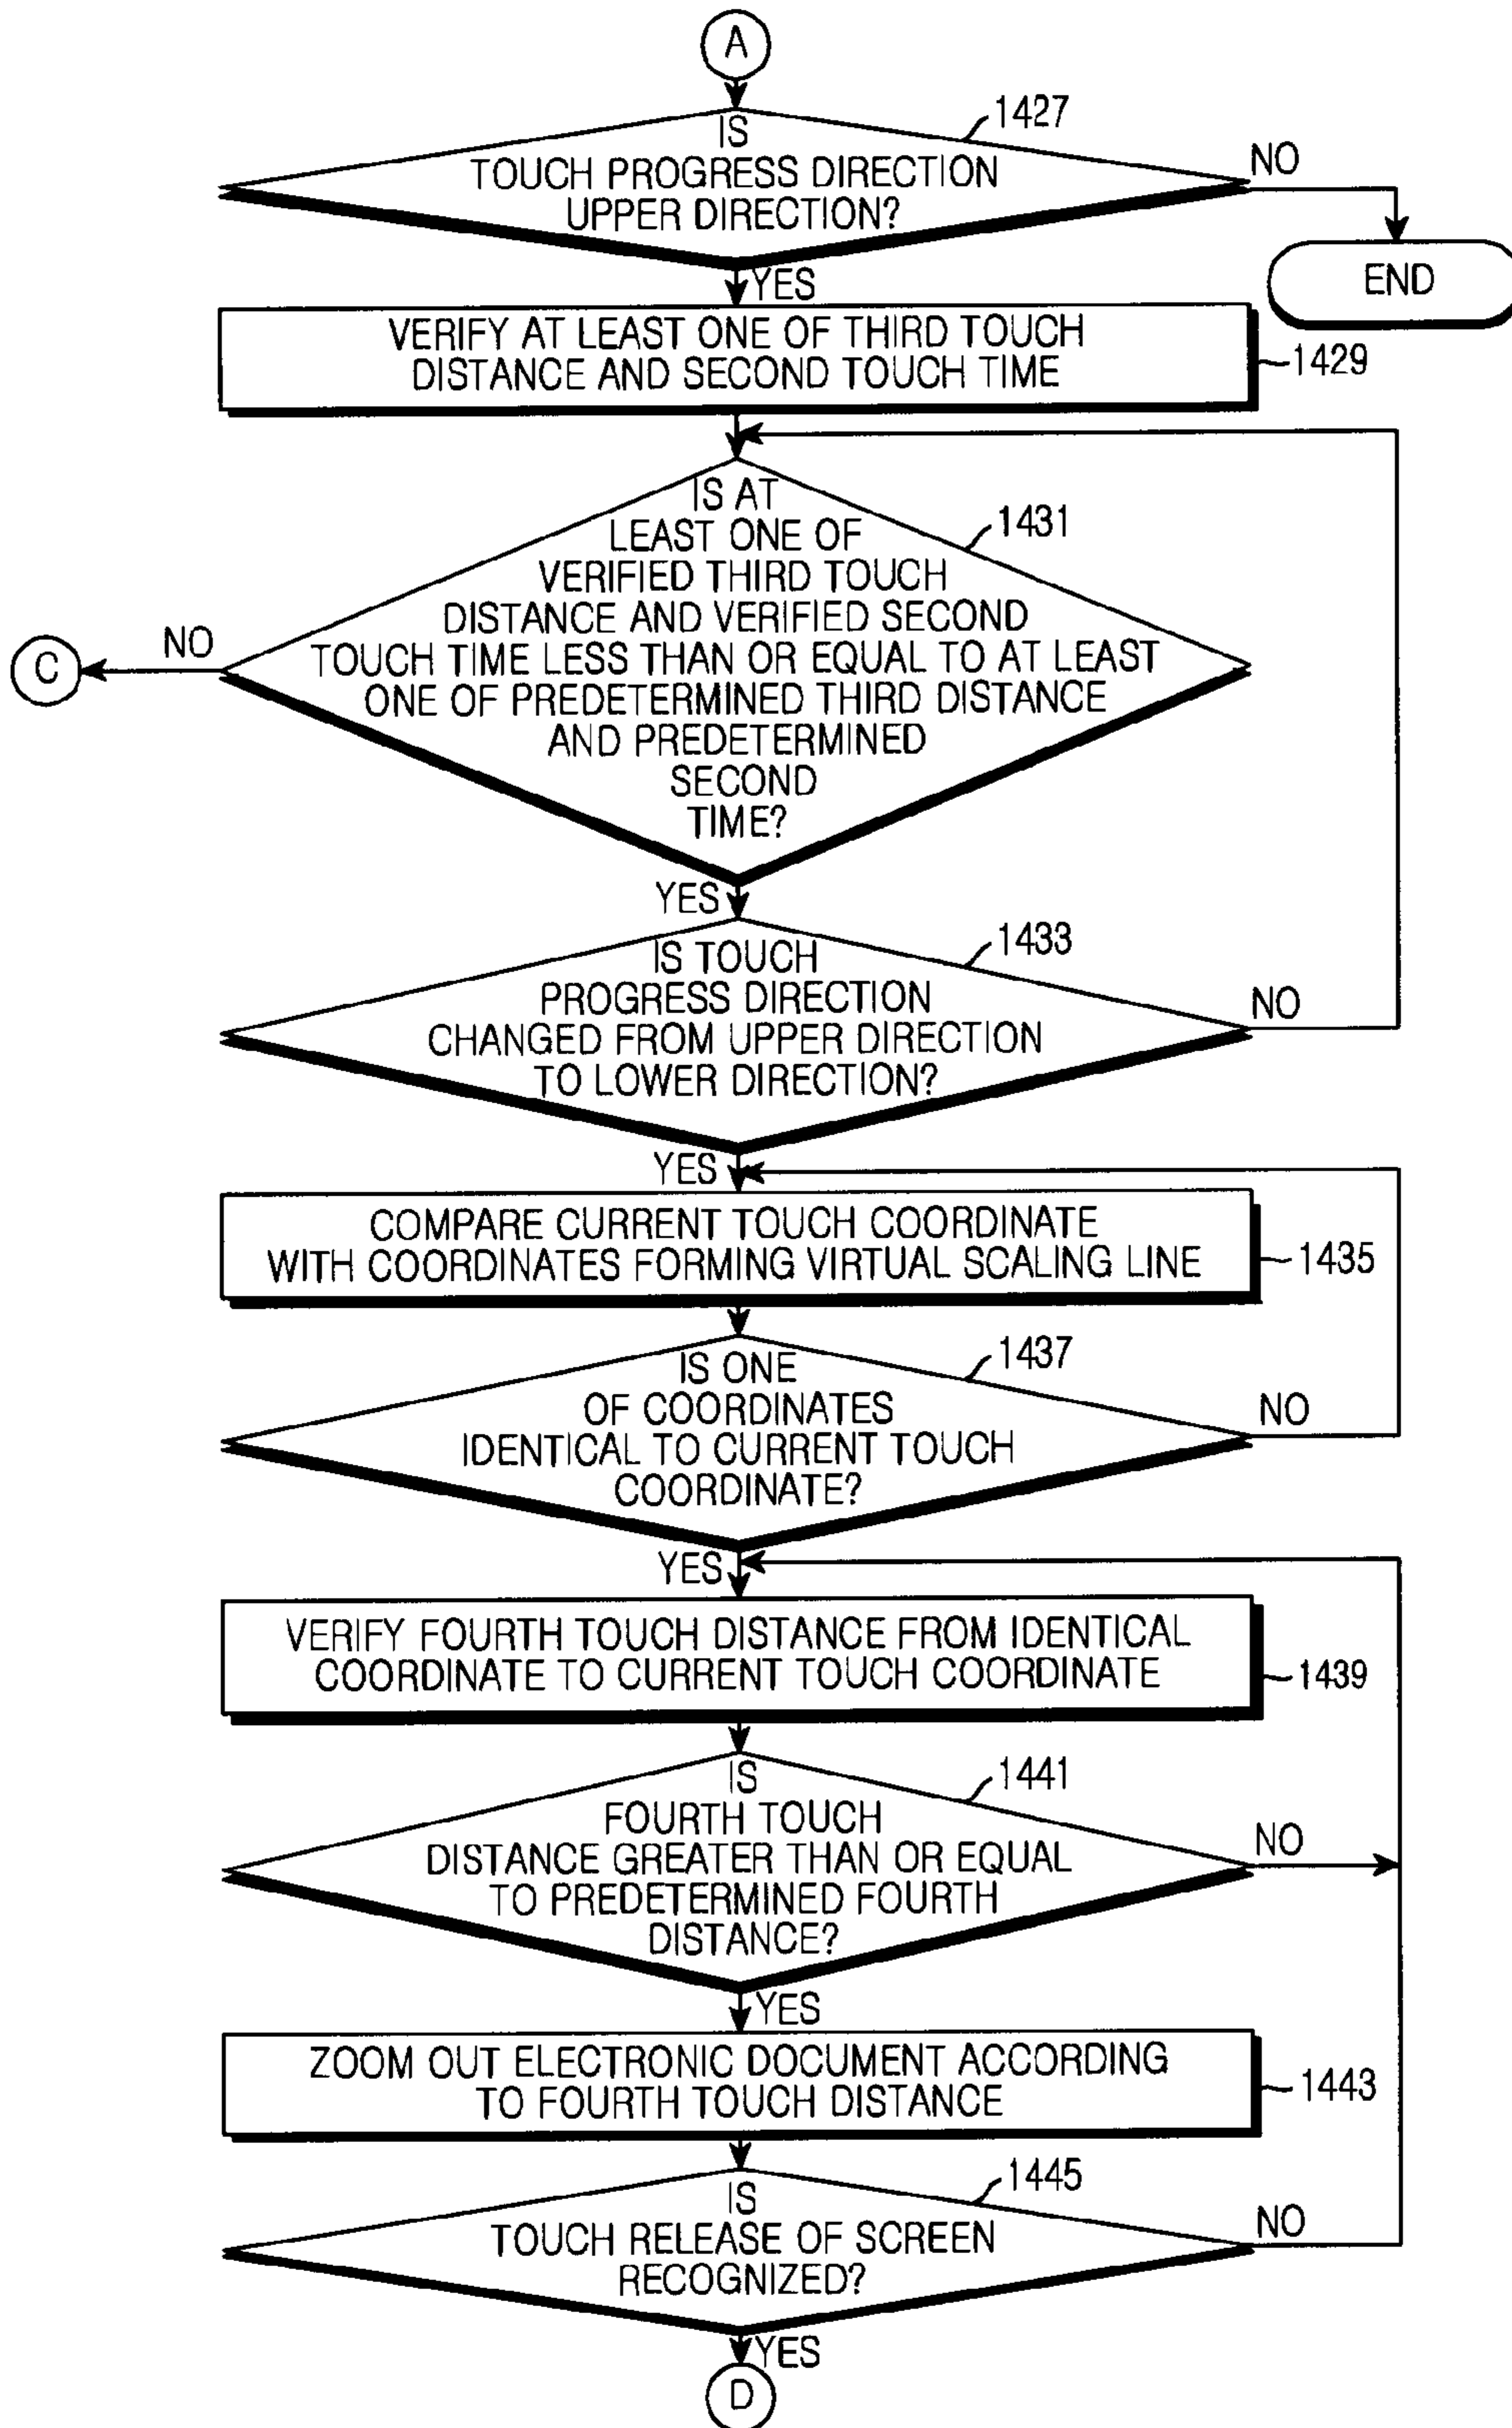 A
1427
IS
TOUCH PROGRESS DIRECTION
UPPER DIRECTION?
NO
END
YES
VERIFY AT LEAST ONE OF THIRD TOUCH
DISTANCE AND SECOND TOUCH TIME
1429
IS AT
LEAST ONE OF
VERIFIED THIRD TOUCH
DISTANCE AND VERIFIED SECOND
TOUCH TIME LESS THAN OR EQUAL TO AT LEAST
ONE OF PREDETERMINED THIRD DISTANCE
AND PREDETERMINED
SECOND
TIME?
1431
NO
C
YES
IS TOUCH
PROGRESS DIRECTION
CHANGED FROM UPPER DIRECTION
TO LOWER DIRECTION?
1433
NO
YES
COMPARE CURRENT TOUCH COORDINATE
WITH COORDINATES FORMING VIRTUAL SCALING LINE
1435
IS ONE
OF COORDINATES
IDENTICAL TO CURRENT TOUCH
COORDINATE?
1437
NO
YES
VERIFY FOURTH TOUCH DISTANCE FROM IDENTICAL
COORDINATE TO CURRENT TOUCH COORDINATE
1439
IS
FOURTH TOUCH
DISTANCE GREATER THAN OR EQUAL
TO PREDETERMINED FOURTH
DISTANCE?
1441
NO
YES
ZOOM OUT ELECTRONIC DOCUMENT ACCORDING
TO FOURTH TOUCH DISTANCE
1443
IS
TOUCH RELEASE OF SCREEN
RECOGNIZED?
1445
NO
YES
D